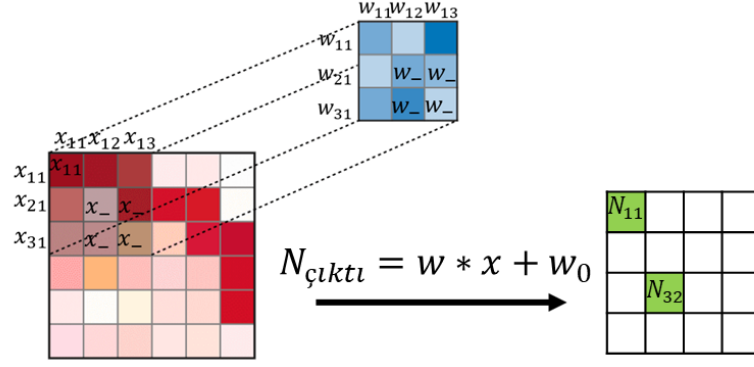 w₁₁ w₁₂ w₁₃
w₁₁
w₂₁ w_ w_
w₃₁ w_ w_
x₁₁ x₁₂ x₁₃
x₁₁ x₁₁
x₂₁ x_ x_
x₃₁ x_ x_
N₁₁
N_çıktı = w * x + w₀
N₃₂